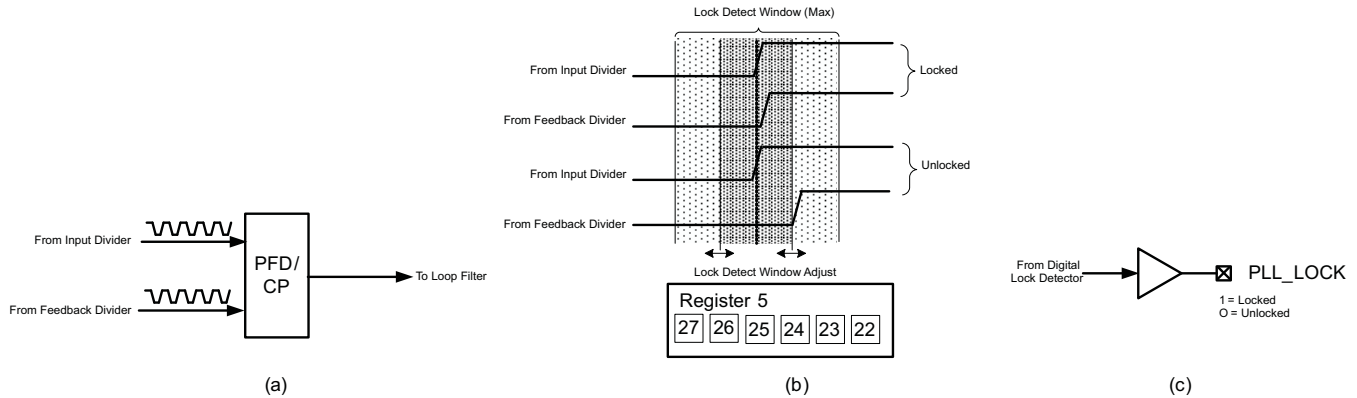 From Input Divider
From Feedback Divider
PFD/
CP
To Loop Filter
(a)
Lock Detect Window (Max)
From Input Divider
From Feedback Divider
Locked
From Input Divider
From Feedback Divider
Unlocked
Lock Detect Window Adjust
Register 5
27 26 25 24 23 22
(b)
From Digital
Lock Detector
PLL_LOCK
1 = Locked
O = Unlocked
(c)